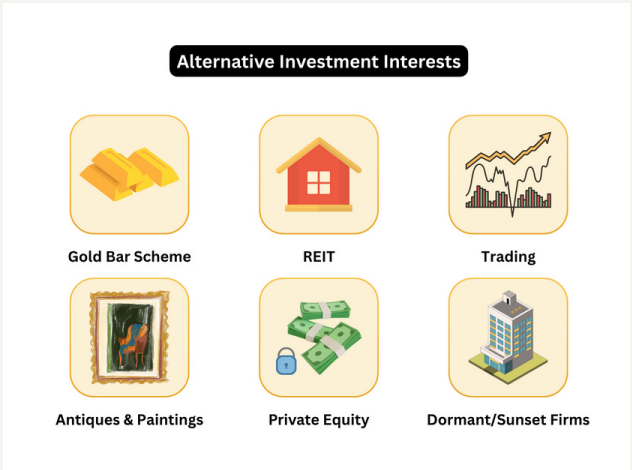 Alternative Investment Interests
Gold Bar Scheme
REIT
Trading
Antiques & Paintings
Private Equity
Dormant/Sunset Firms